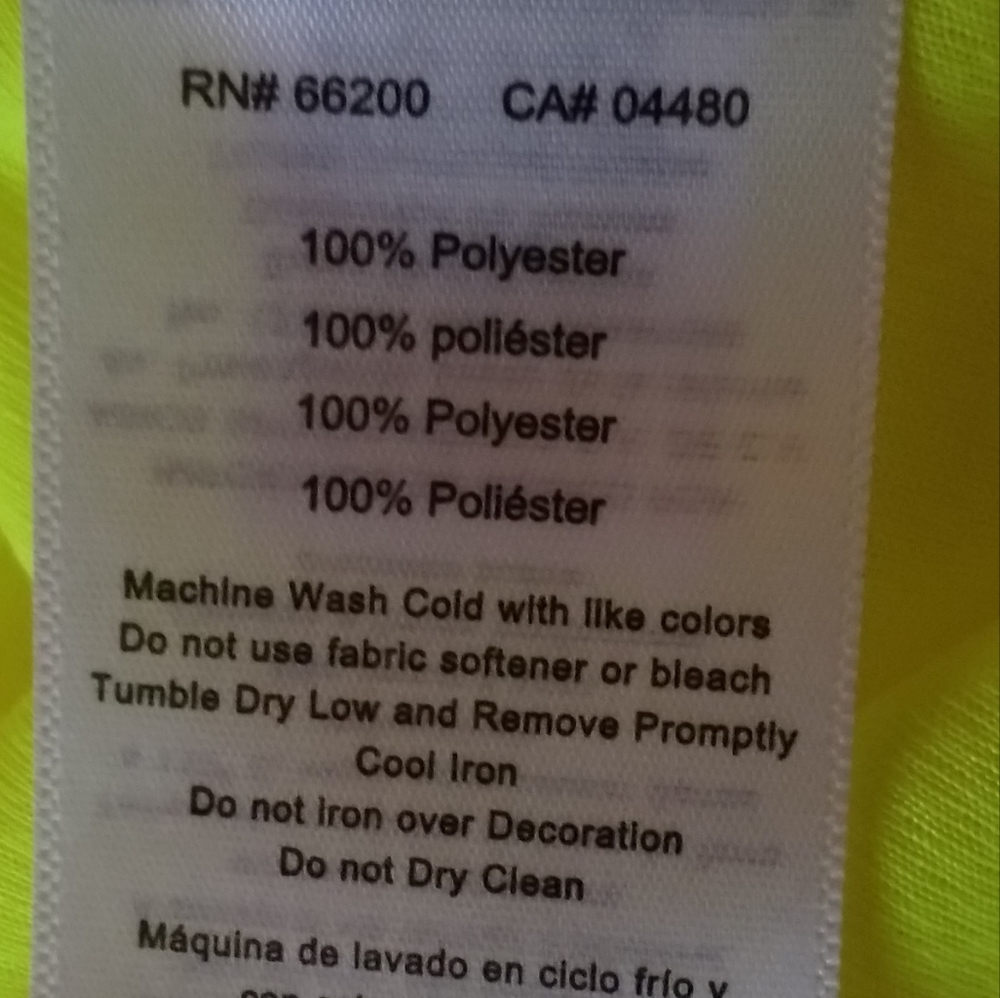 RN# 66200 CA# 04480
100% Polyester
100% poliéster
100% Polyester
100% Poliéster
Machine Wash Cold with like colors
Do not use fabric softener or bleach
Tumble Dry Low and Remove Promptly
Cool Iron
Do not iron over Decoration
Do not Dry Clean
Máquina de lavado en ciclo frío y